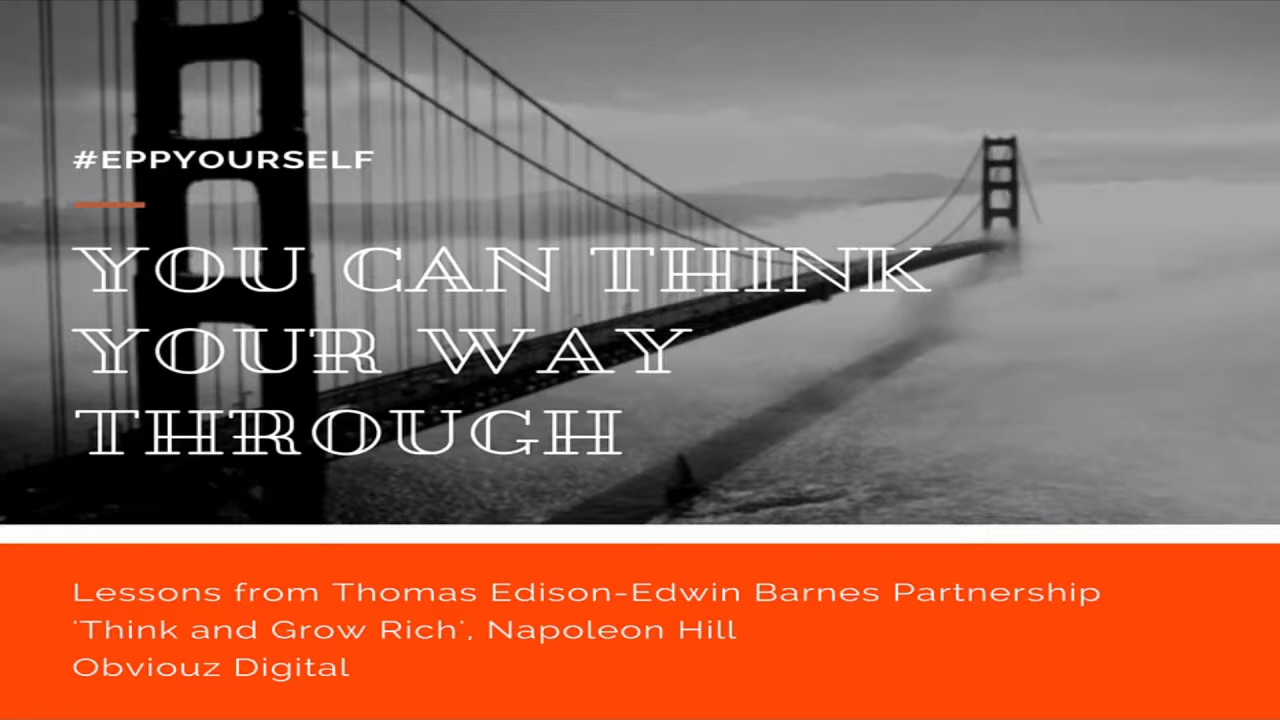 #EPPYOURSELF
YOU CAN THINK
YOUR WAY
THROUGH
Lessons from Thomas Edison-Edwin Barnes Partnership
'Think and Grow Rich', Napoleon Hill
Obviouz Digital